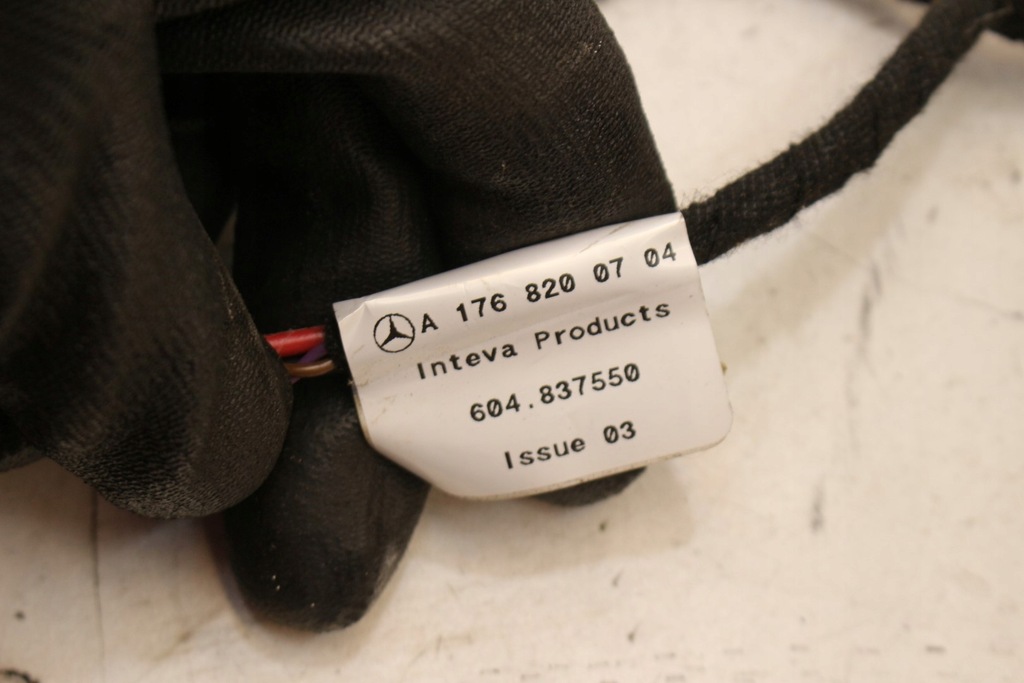 A 176 820 07 04
Inteva Products
604.837550
Issue 03